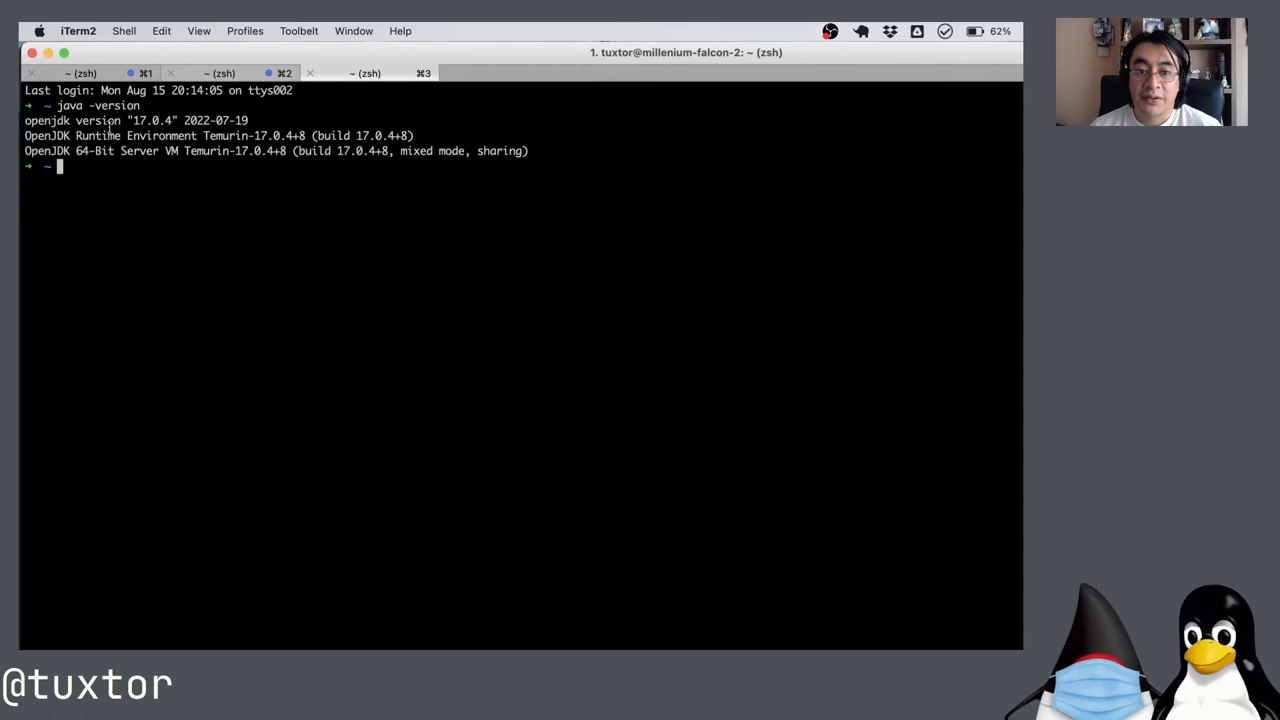 iTerm2 Shell Edit View Profiles Toolbelt Window Help 62%
1. tuxtor@millenium-falcon-2: ~ (zsh)
~ (zsh) ⌘1 ~ (zsh) ⌘2 ~ (zsh) ⌘3
Last login: Mon Aug 15 20:14:05 on ttys002
➜ ~ java -version
openjdk version "17.0.4" 2022-07-19
OpenJDK Runtime Environment Temurin-17.0.4+8 (build 17.0.4+8)
OpenJDK 64-Bit Server VM Temurin-17.0.4+8 (build 17.0.4+8, mixed mode, sharing)
➜ ~
@tuxtor